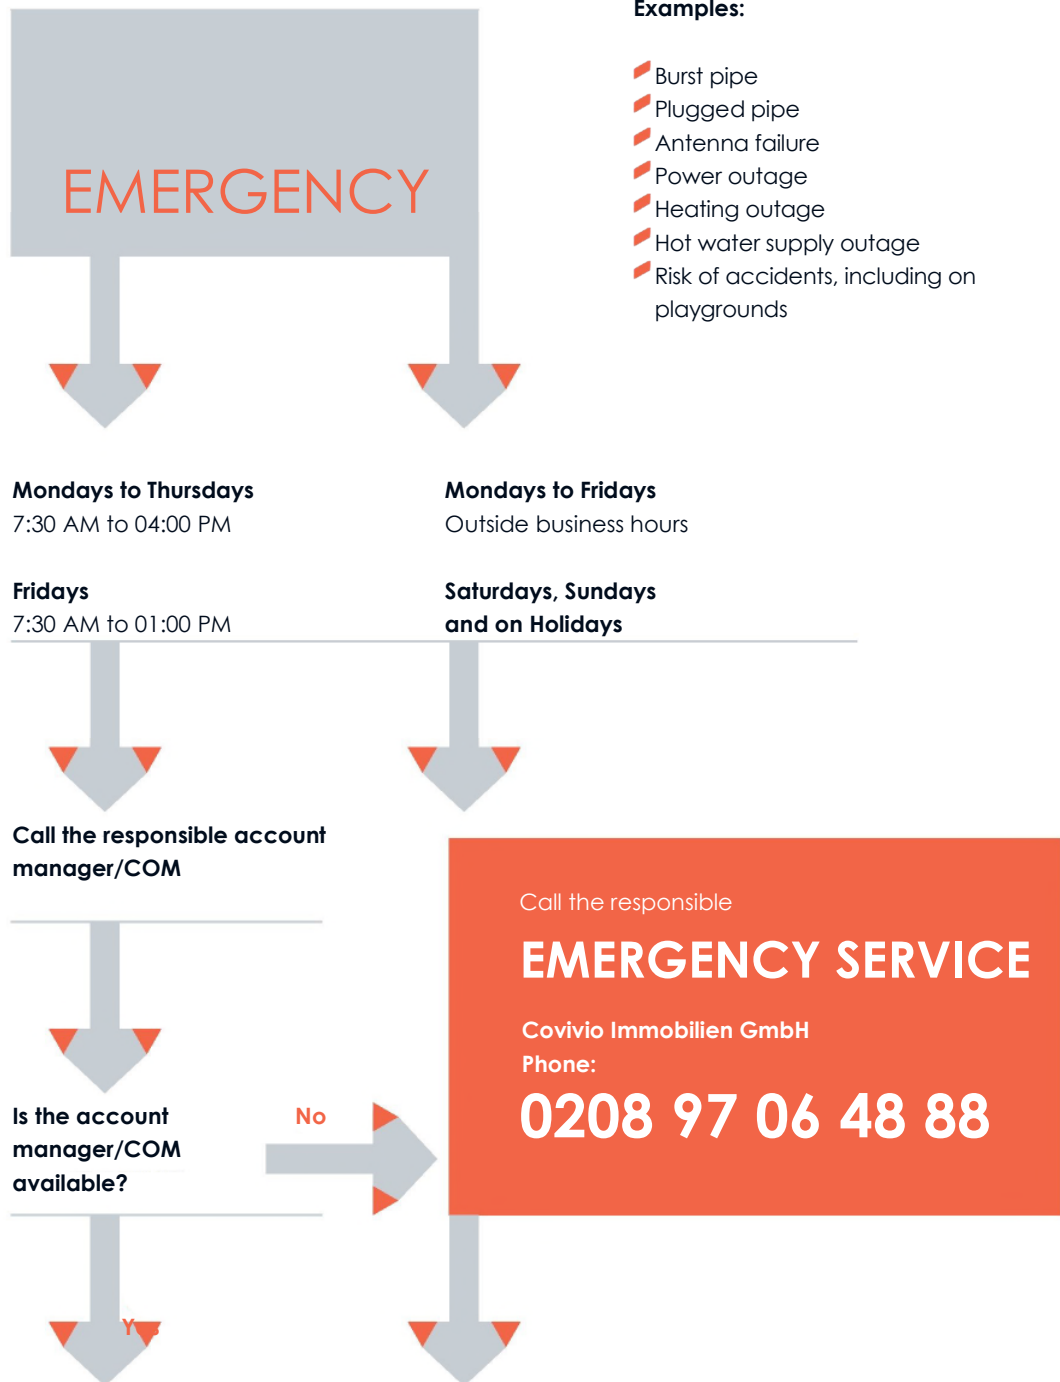 Examples:
EMERGENCY
Burst pipe
Plugged pipe
Antenna failure
Power outage
Heating outage
Hot water supply outage
Risk of accidents, including on
playgrounds
Mondays to Thursdays
7:30 AM to 04:00 PM
Fridays
7:30 AM to 01:00 PM
Mondays to Fridays
Outside business hours
Saturdays, Sundays
and on Holidays
Call the responsible account
manager/COM
Call the responsible
EMERGENCY SERVICE
Covivio Immobilien GmbH
Phone:
0208 97 06 48 88
Is the account
manager/COM
available?
No
Yes